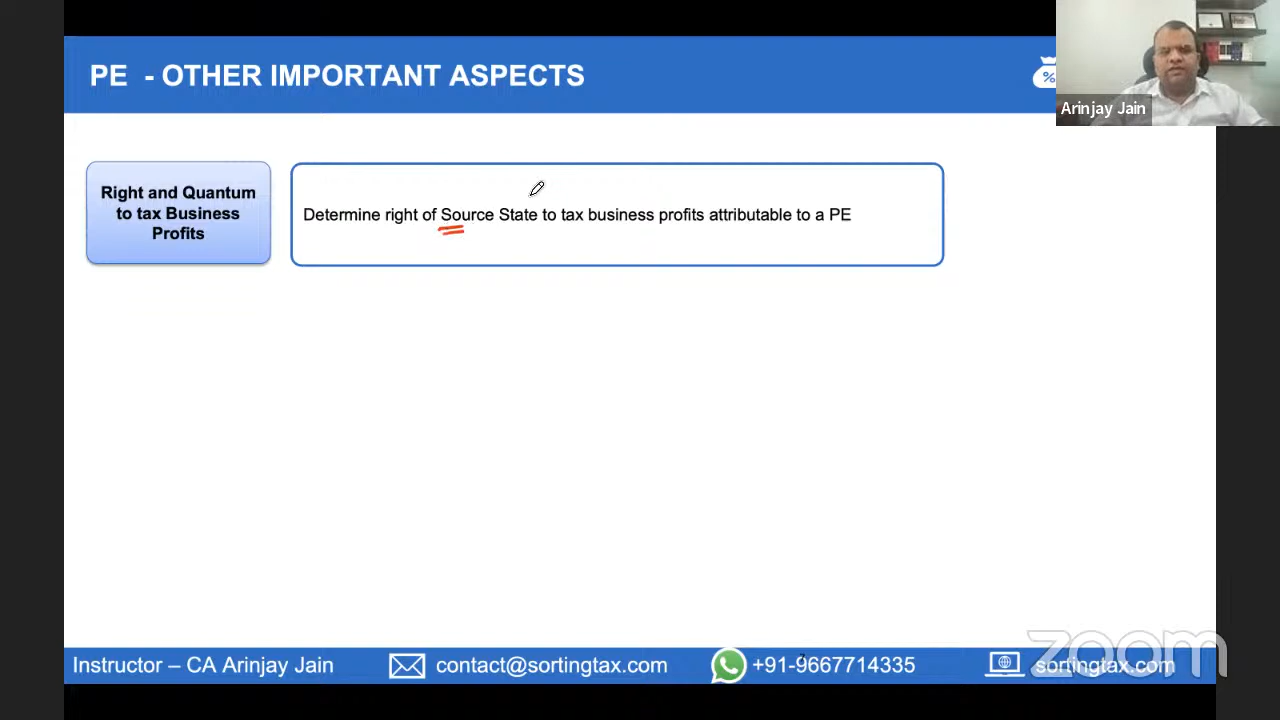 PE - OTHER IMPORTANT ASPECTS
%
Arinjay Jain
Right and Quantum
to tax Business
Profits
Determine right of Source State to tax business profits attributable to a PE
Instructor – CA Arinjay Jain
contact@sortingtax.com
+91-9667714335
sortingtax.com
zoom